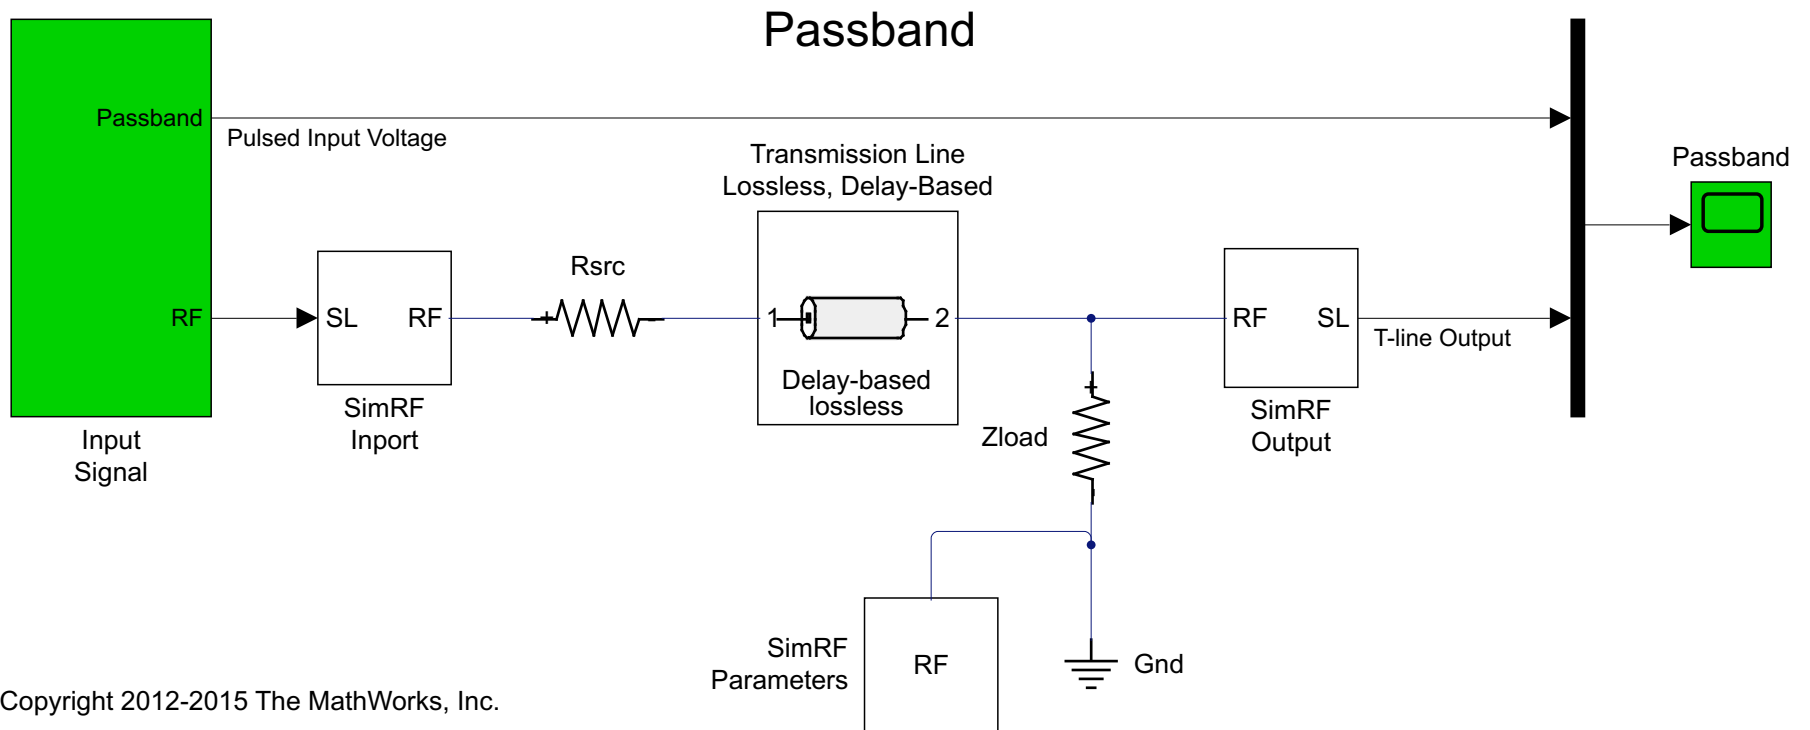 Passband
Passband
Pulsed Input Voltage
Transmission Line
Lossless, Delay-Based
Passband
Rsrc
RF
SL
RF
1
2
RF
SL
T-line Output
Delay-based
lossless
SimRF
Inport
SimRF
Output
Input
Signal
Zload
SimRF
Parameters
RF
Gnd
Copyright 2012-2015 The MathWorks, Inc.